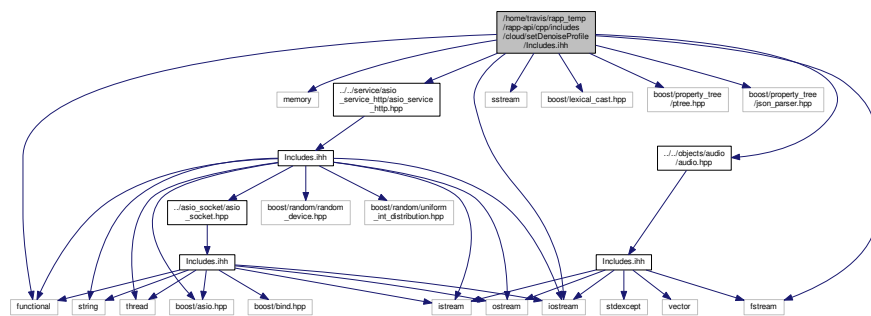 /home/travis/rapp_temp
/rapp-api/cpp/includes
/cloud/setDenoiseProfile
/Includes.ihh
memory
../../service/asio
_service_http/asio_service
_http.hpp
sstream
boost/lexical_cast.hpp
boost/property_tree
/ptree.hpp
boost/property_tree
/json_parser.hpp
Includes.ihh
../../objects/audio
/audio.hpp
../asio_socket/asio
_socket.hpp
boost/random/random
_device.hpp
boost/random/uniform
_int_distribution.hpp
Includes.ihh
Includes.ihh
functional
string
thread
boost/asio.hpp
boost/bind.hpp
istream
ostream
iostream
stdexcept
vector
fstream